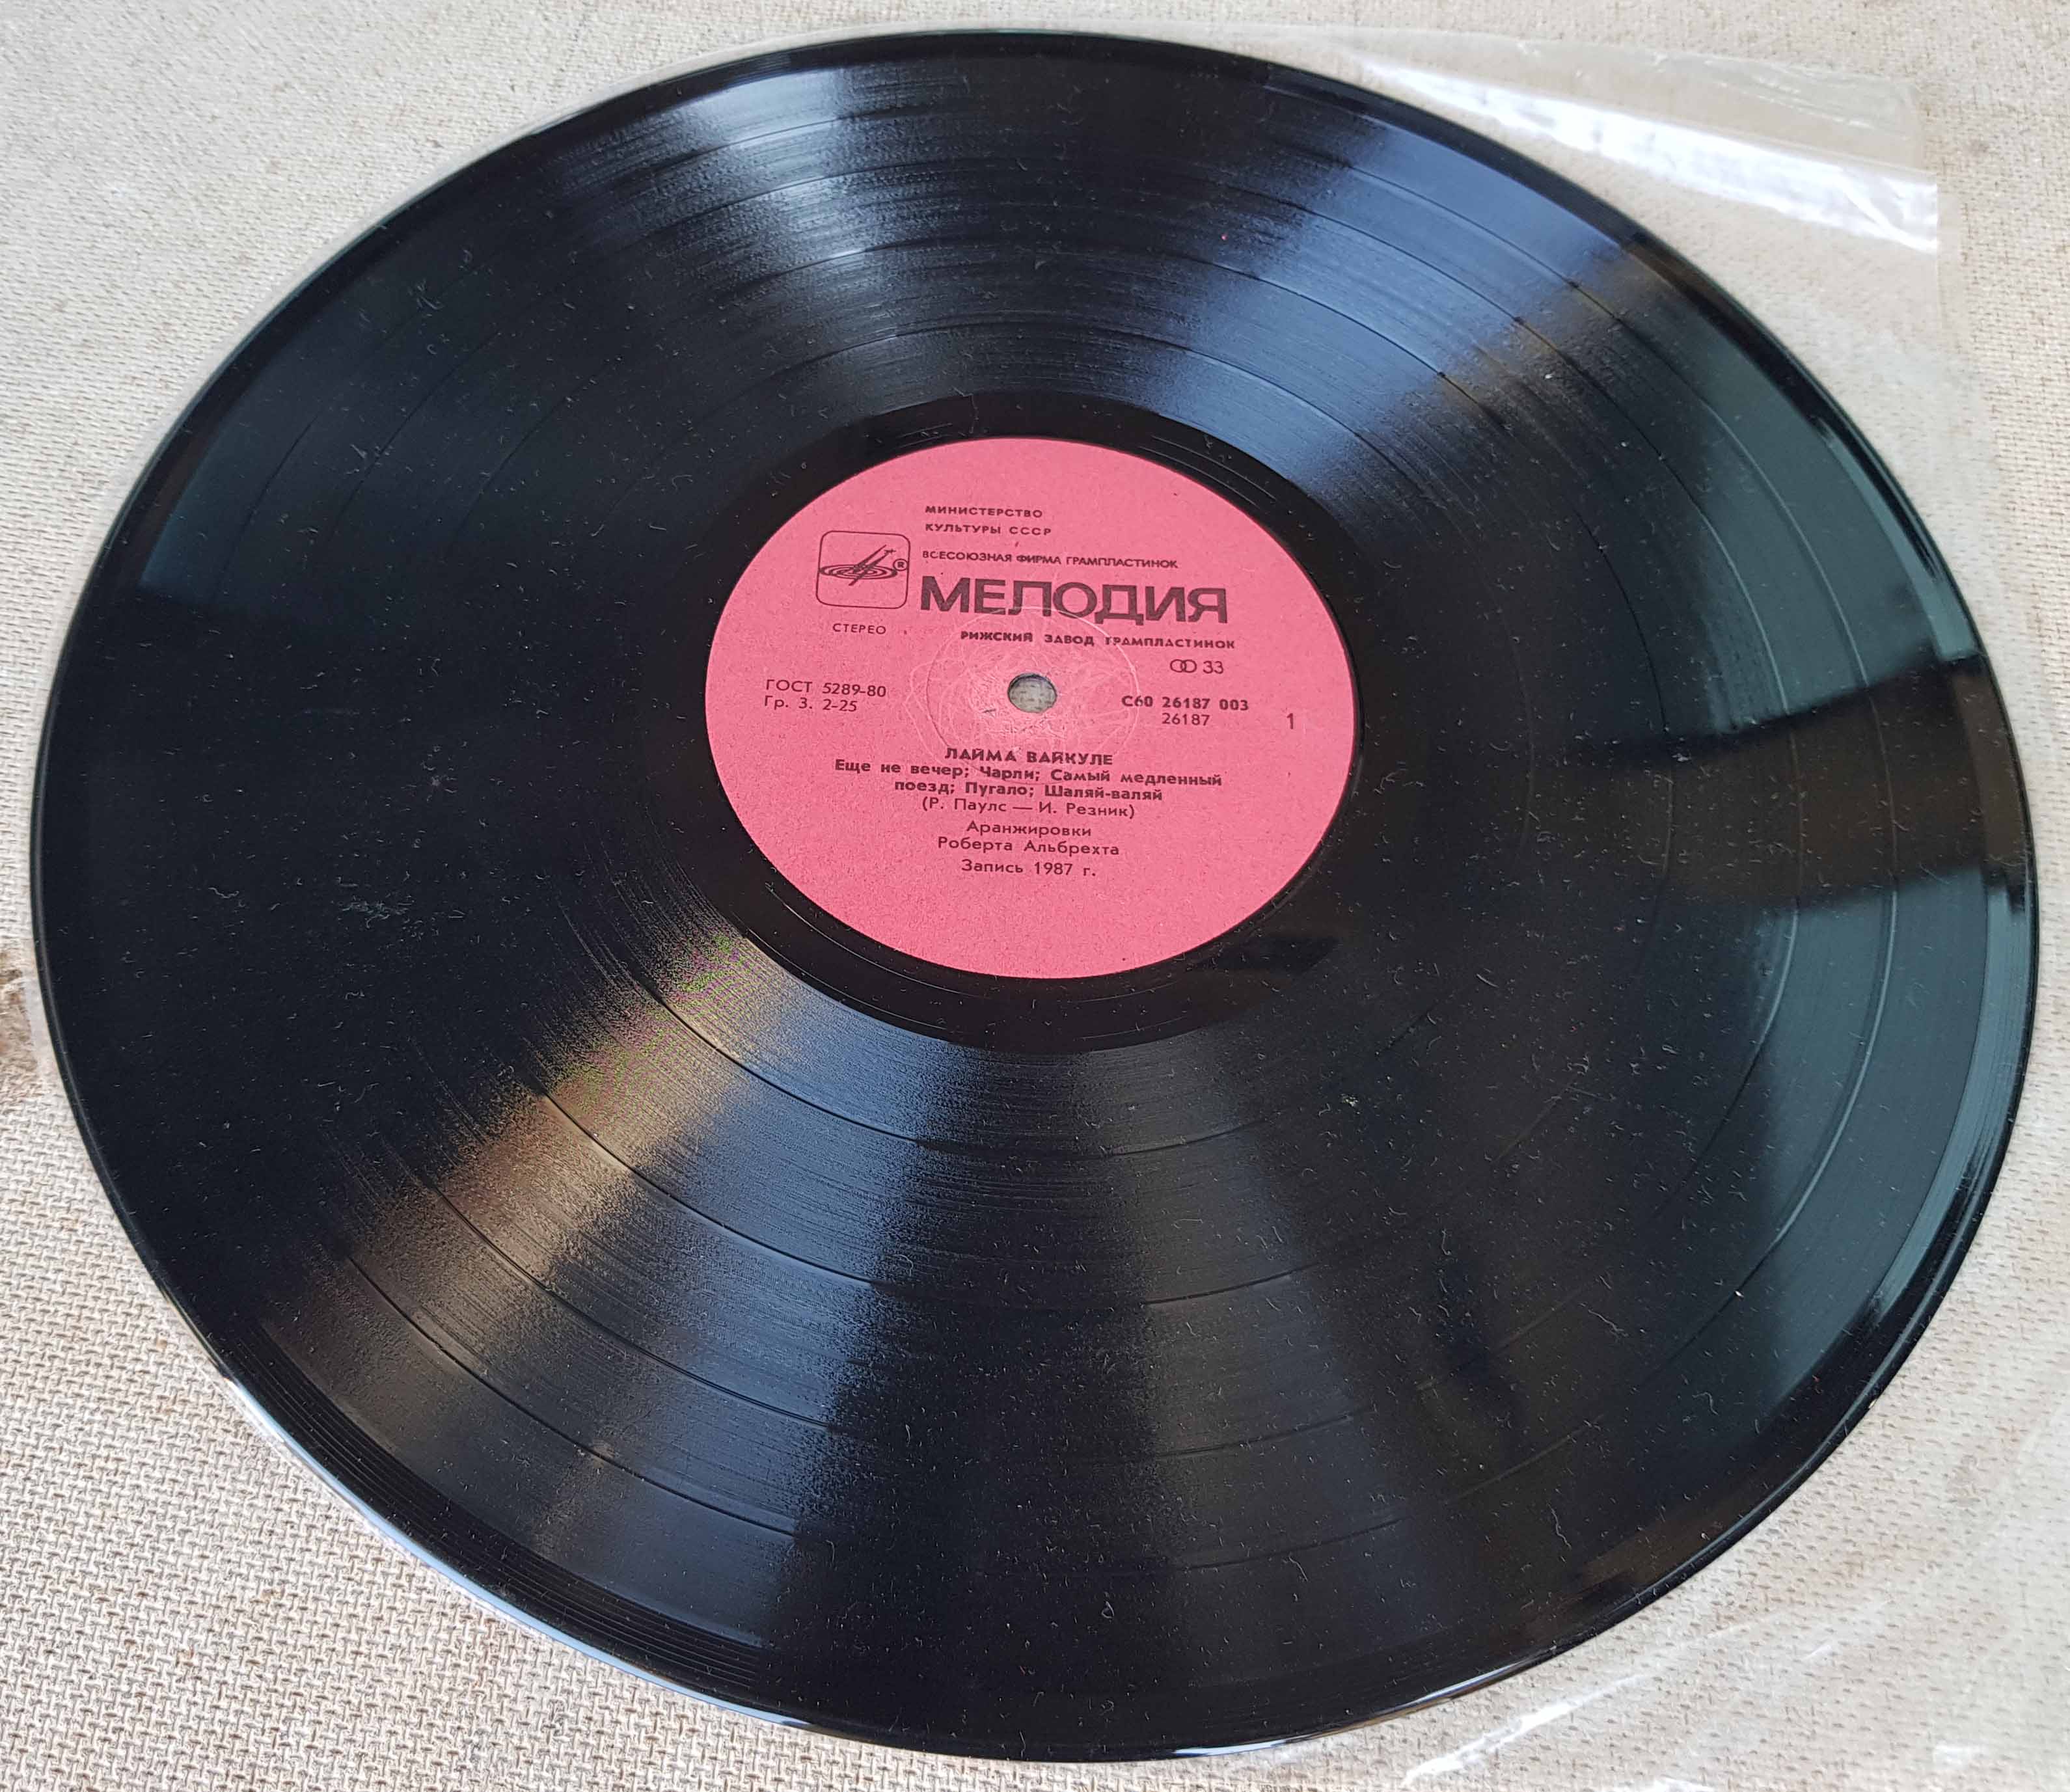 МИНИСТЕРСТВО
КУЛЬТУРЫ СССР
ВСЕСОЮЗНАЯ ФИРМА ГРАМПЛАСТИНОК
®
МЕЛОДИЯ
СТЕРЕО
РИЖСКИЙ ЗАВОД ГРАМПЛАСТИНОК
33
ГОСТ 5289-80
Гр. 3. 2-25
С60 26187 003
26187
1
ЛАЙМА ВАЙКУЛЕ
Еще не вечер; Чарли; Самый медленный
поезд; Пугало; Шаляй-валяй
(Р. Паулс — И. Резник)
Аранжировки
Роберта Альбрехта
Запись 1987 г.